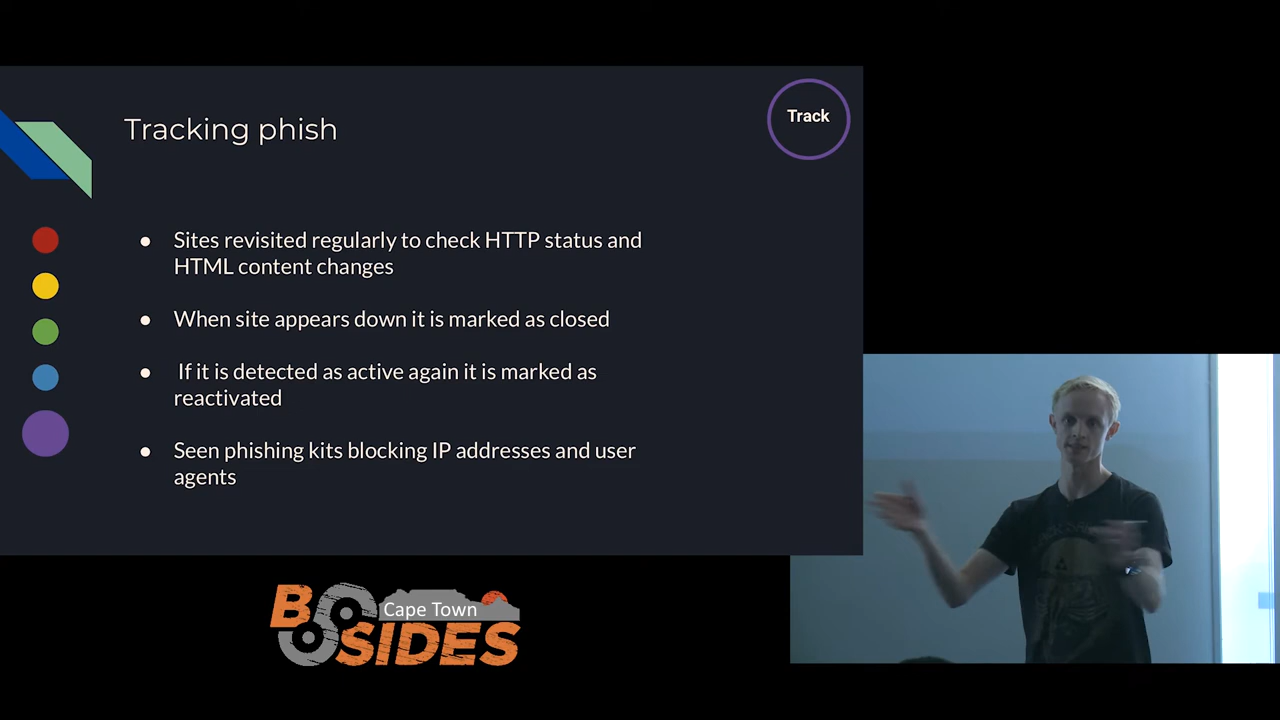 Tracking phish
Track
● Sites revisited regularly to check HTTP status and
HTML content changes
● When site appears down it is marked as closed
● If it is detected as active again it is marked as
reactivated
● Seen phishing kits blocking IP addresses and user
agents
BSIDES
Cape Town